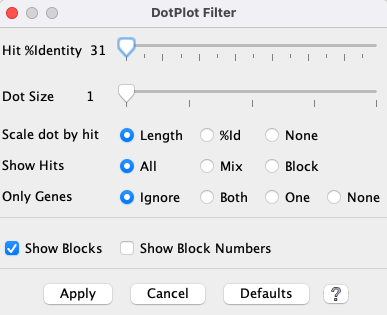 DotPlot Filter
Hit %Identity 31
Dot Size 1
Scale dot by hit Length %Id None
Show Hits All Mix Block
Only Genes Ignore Both One None
Show Blocks Show Block Numbers
Apply Cancel Defaults ?